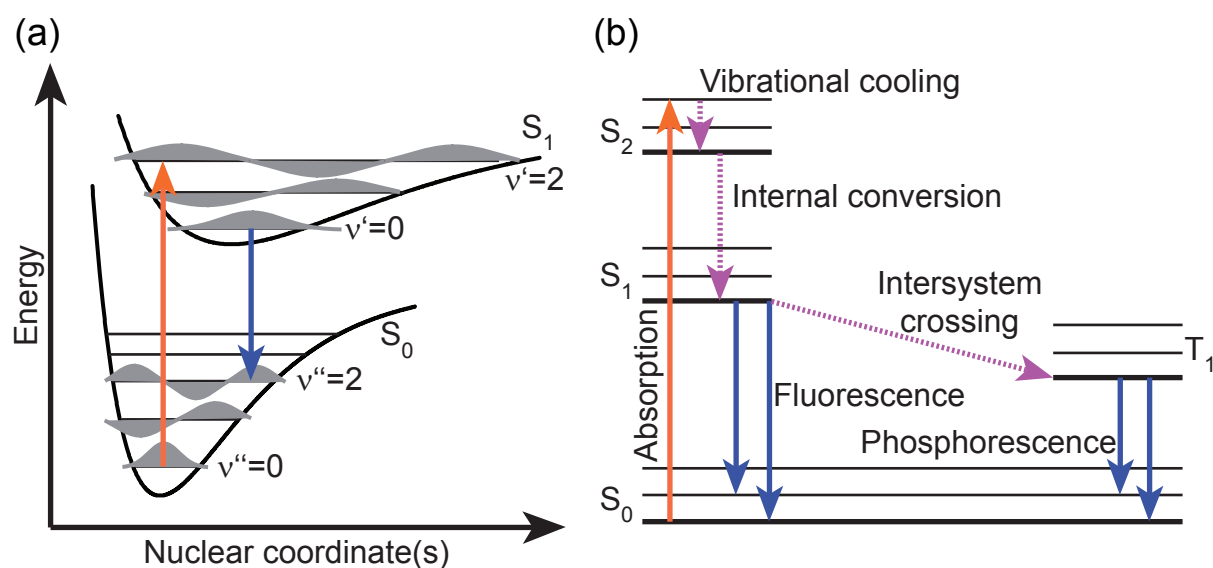 (a)
Energy
S1
ν‘=2
ν‘=0
S0
ν‘‘=2
ν‘‘=0
Nuclear coordinate(s)
(b)
Vibrational cooling
S2
Internal conversion
S1
Intersystem
crossing
T1
Absorption
Fluorescence
Phosphorescence
S0